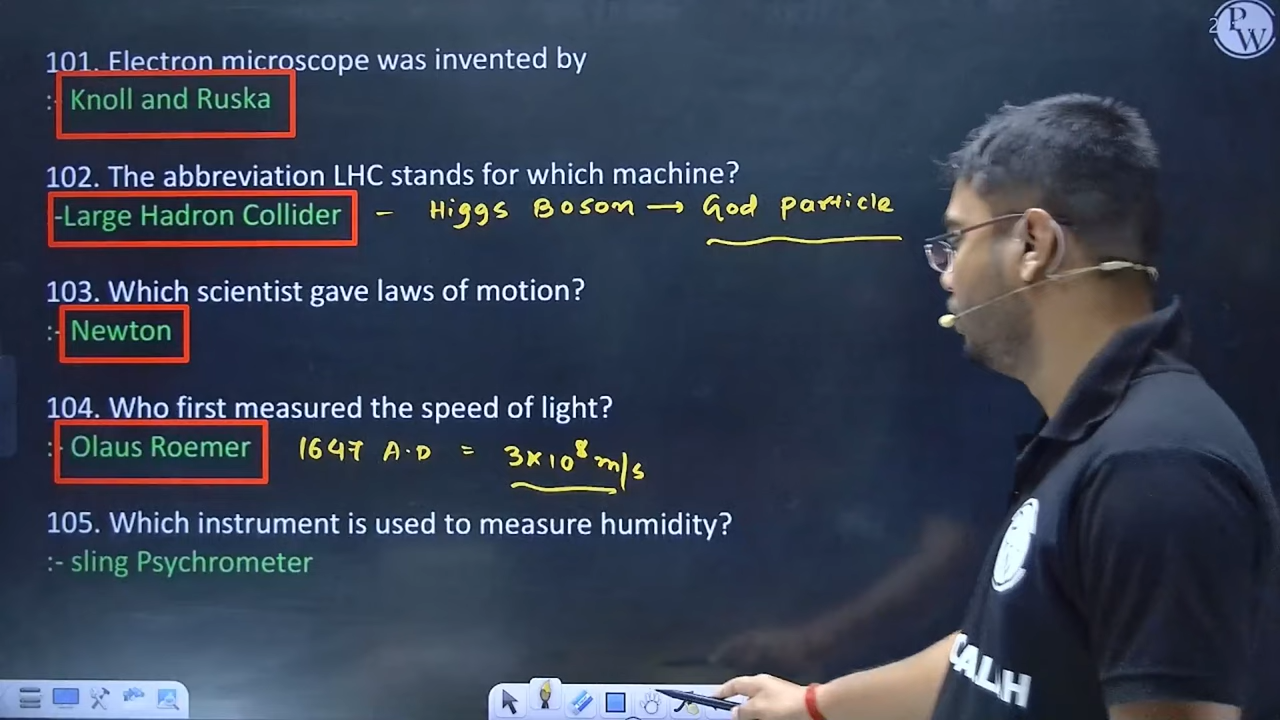 PW
2
101. Electron microscope was invented by
:- Knoll and Ruska
102. The abbreviation LHC stands for which machine?
-Large Hadron Collider - Higgs Boson → God particle
103. Which scientist gave laws of motion?
:- Newton
104. Who first measured the speed of light?
:- Olaus Roemer 1647 A.D = 3×10⁸ m/s
105. Which instrument is used to measure humidity?
:- sling Psychrometer